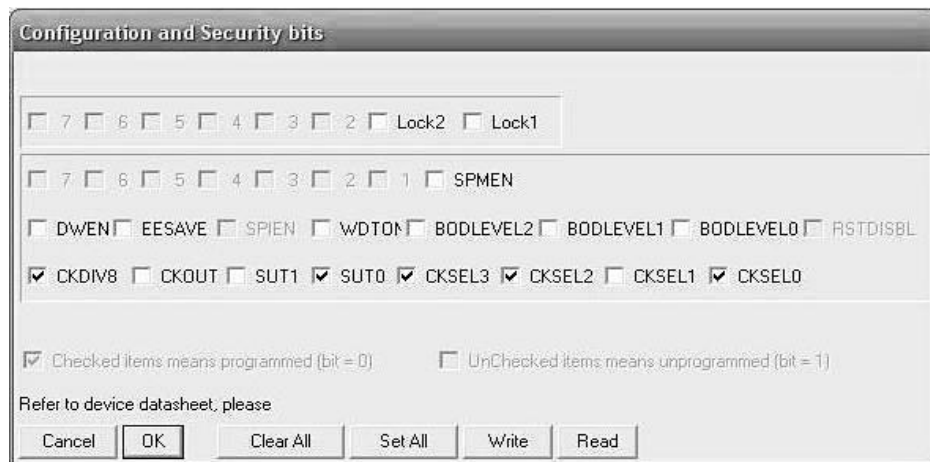 Configuration and Security bits
7 6 5 4 3 2 Lock2 Lock1
7 6 5 4 3 2 1 SPMEN
DWEN EESAVE SPIEN WDTON BODLEVEL2 BODLEVEL1 BODLEVEL0 RSTDISBL
CKDIV8 CKOUT SUT1 SUT0 CKSEL3 CKSEL2 CKSEL1 CKSEL0
Checked items means programmed (bit = 0) UnChecked items means unprogrammed (bit = 1)
Refer to device datasheet, please
Cancel OK Clear All Set All Write Read